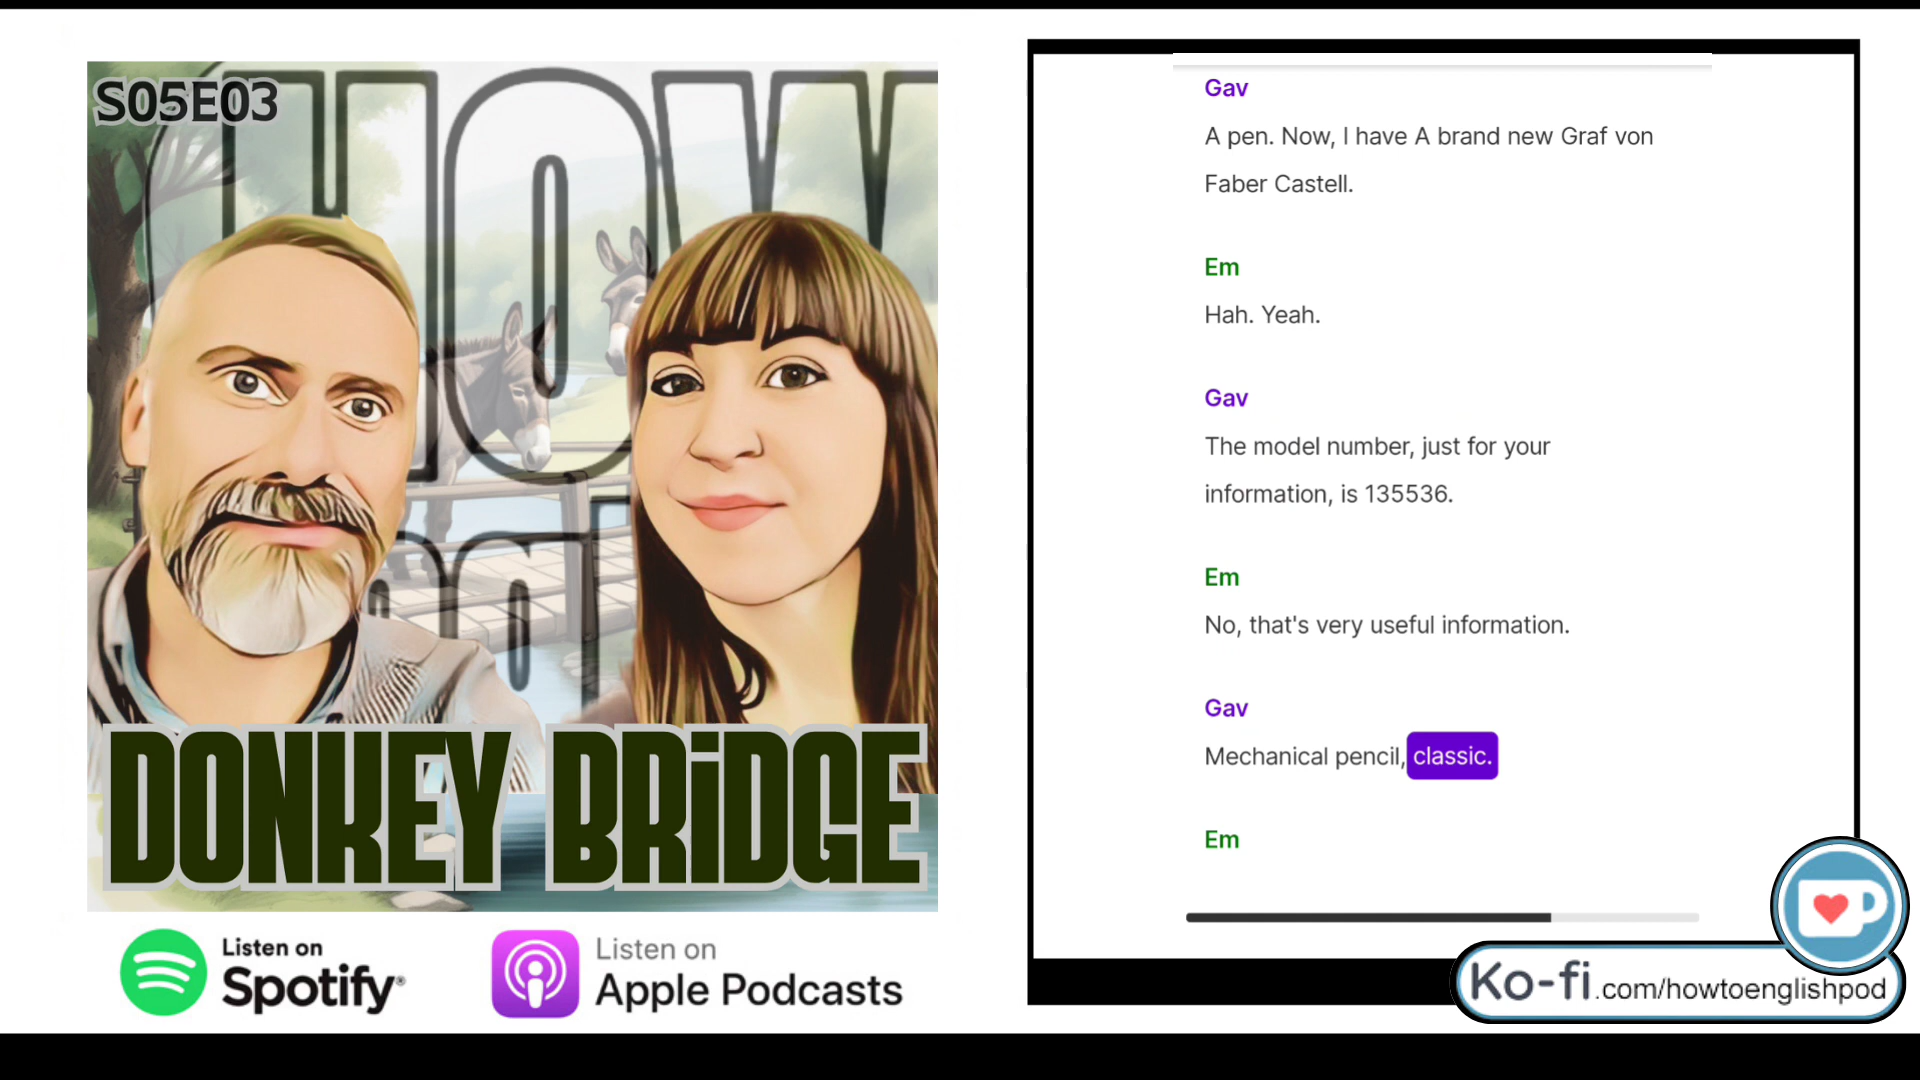 S05E03
HOW
DONKEY BRiDGE
Listen on
Spotify®
Listen on
Apple Podcasts
Gav
A pen. Now, I have A brand new Graf von
Faber Castell.
Em
Hah. Yeah.
Gav
The model number, just for your
information, is 135536.
Em
No, that's very useful information.
Gav
Mechanical pencil, classic.
Em
Ko-fi.com/howtoenglishpod